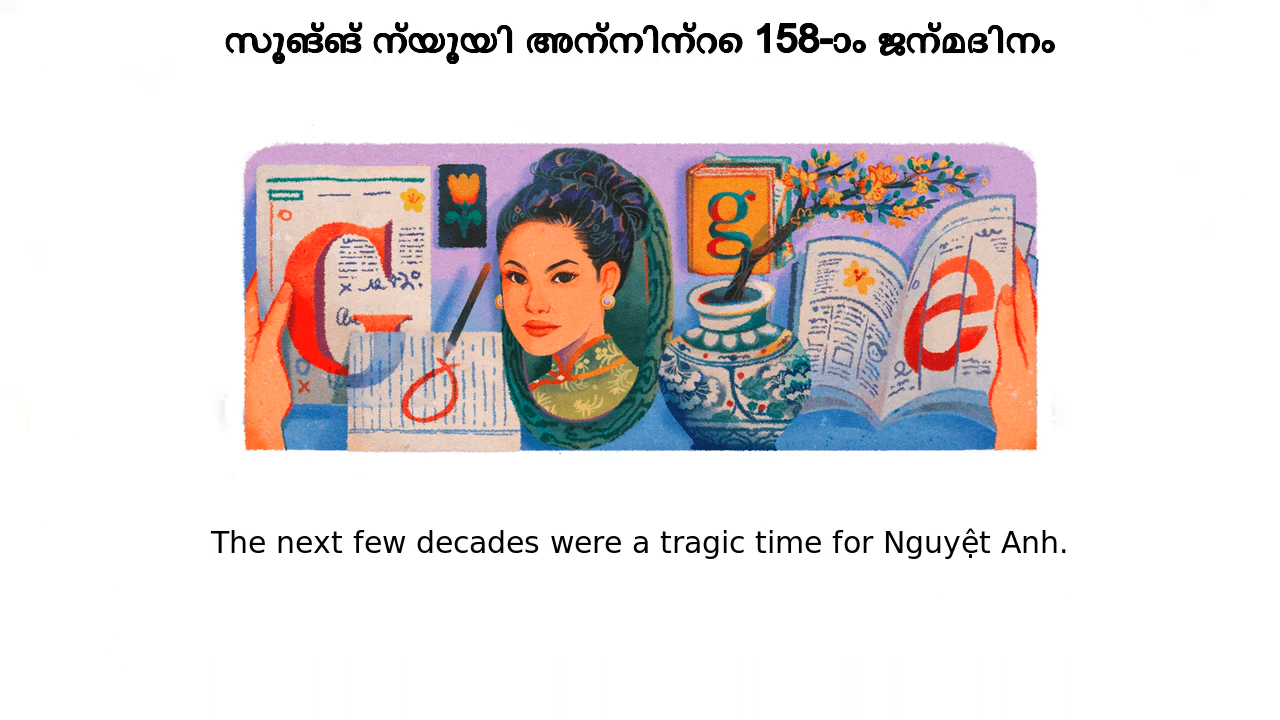 സൂങ്ങ് ന്യൂയി അന്നിന്റെ 158-ാം ജന്മദിനം
G
g
e
The next few decades were a tragic time for Nguyệt Anh.